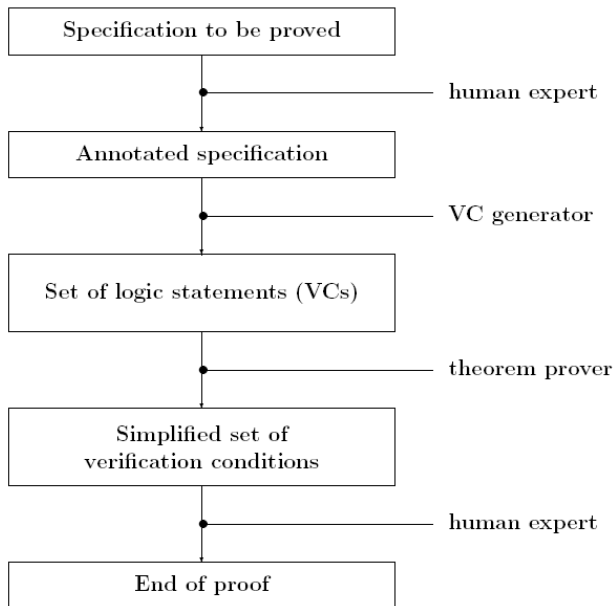 Specification to be proved
human expert
Annotated specification
VC generator
Set of logic statements (VCs)
theorem prover
Simplified set of
verification conditions
human expert
End of proof